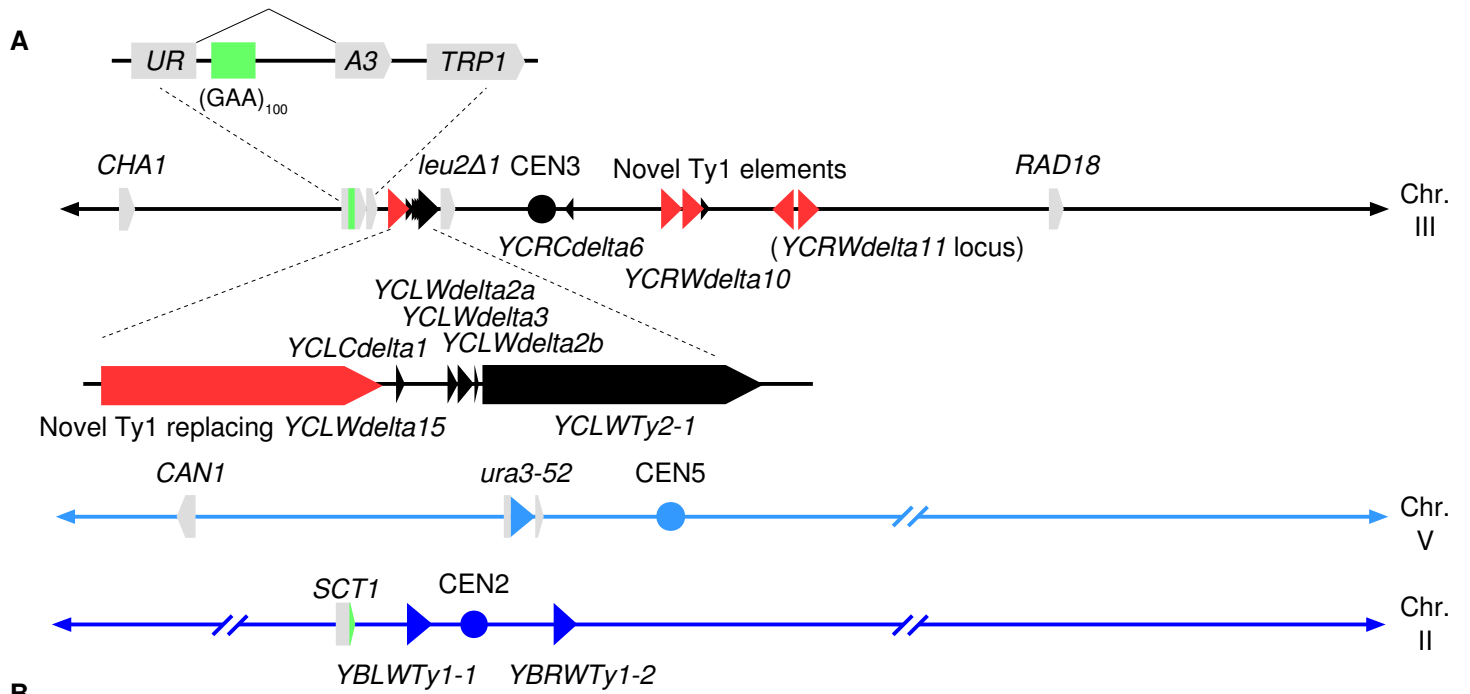 A
UR A3 TRP1
(GAA)100
CHA1 leu2Δ1 CEN3 Novel Ty1 elements RAD18
Chr.
III
YCRCdelta6 (YCRWdelta11 locus)
YCRWdelta10
YCLWdelta2a
YCLWdelta3
YCLCdelta1 YCLWdelta2b
Novel Ty1 replacing YCLWdelta15 YCLWTy2-1
CAN1 ura3-52 CEN5
Chr.
V
SCT1 CEN2
Chr.
II
YBLWTy1-1 YBRWTy1-2
B